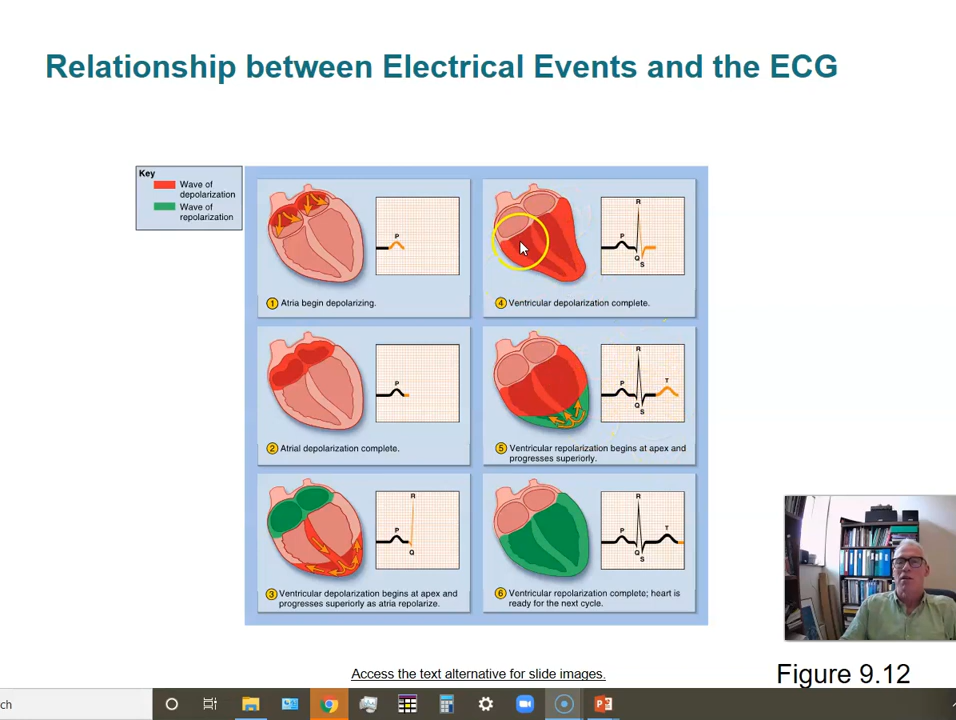 Relationship between Electrical Events and the ECG
Key
Wave of
depolarization
Wave of
repolarization
P
1 Atria begin depolarizing.
P
2 Atrial depolarization complete.
R
P
Q
3 Ventricular depolarization begins at apex and
progresses superiorly as atria repolarize.
R
P
Q
S
4 Ventricular depolarization complete.
R
P
T
Q
S
5 Ventricular repolarization begins at apex and
progresses superiorly.
R
P
T
Q
S
6 Ventricular repolarization complete; heart is
ready for the next cycle.
Access the text alternative for slide images.
Figure 9.12
ch